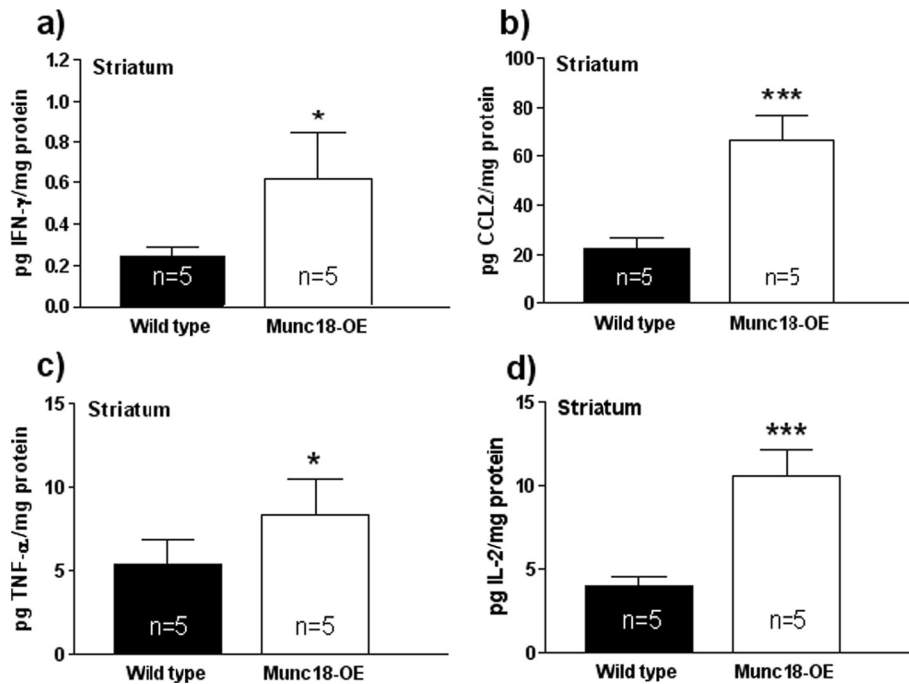 a)
Striatum
pg IFN-γ/mg protein
1.2
1.0
0.8
0.6
0.4
0.2
0.0
*
n=5
n=5
Wild type
Munc18-OE
b)
Striatum
pg CCL2/mg protein
100
80
60
40
20
0
***
n=5
n=5
Wild type
Munc18-OE
c)
Striatum
pg TNF-α/mg protein
15
10
5
0
*
n=5
n=5
Wild type
Munc18-OE
d)
Striatum
pg IL-2/mg protein
15
10
5
0
***
n=5
n=5
Wild type
Munc18-OE